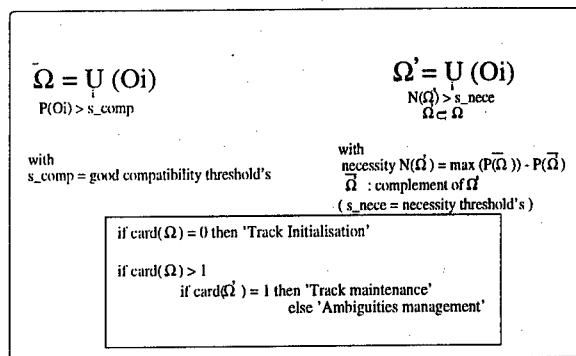 Ω̄ = U (Oi)
i
P(Oi) > s_comp
with
s_comp = good compatibility threshold's
Ω' = U (Oi)
i
N(Ω') > s_nece
Ω' ⊂ Ω
with
necessity N(Ω') = max (P(Ω̄)) - P(Ω̄)
Ω̄ : complement of Ω'
( s_nece = necessity threshold's )
if card(Ω) = 0 then 'Track Initialisation'
if card(Ω) > 1
if card(Ω') = 1 then 'Track maintenance'
else 'Ambiguities management'